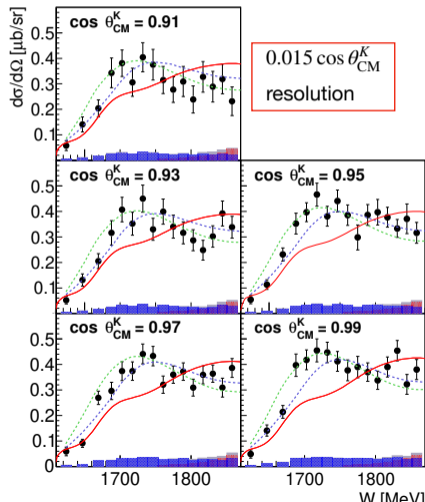 cos θ^K_CM = 0.91
0.015 cos θ^K_CM
resolution
dσ/dΩ [μb/sr]
0.5
0.4
0.3
0.2
0.1
cos θ^K_CM = 0.93
cos θ^K_CM = 0.95
0.5
0.4
0.3
0.2
0.1
cos θ^K_CM = 0.97
cos θ^K_CM = 0.99
0.5
0.4
0.3
0.2
0.1
0
1700 1800 1700 1800
W [MeV]